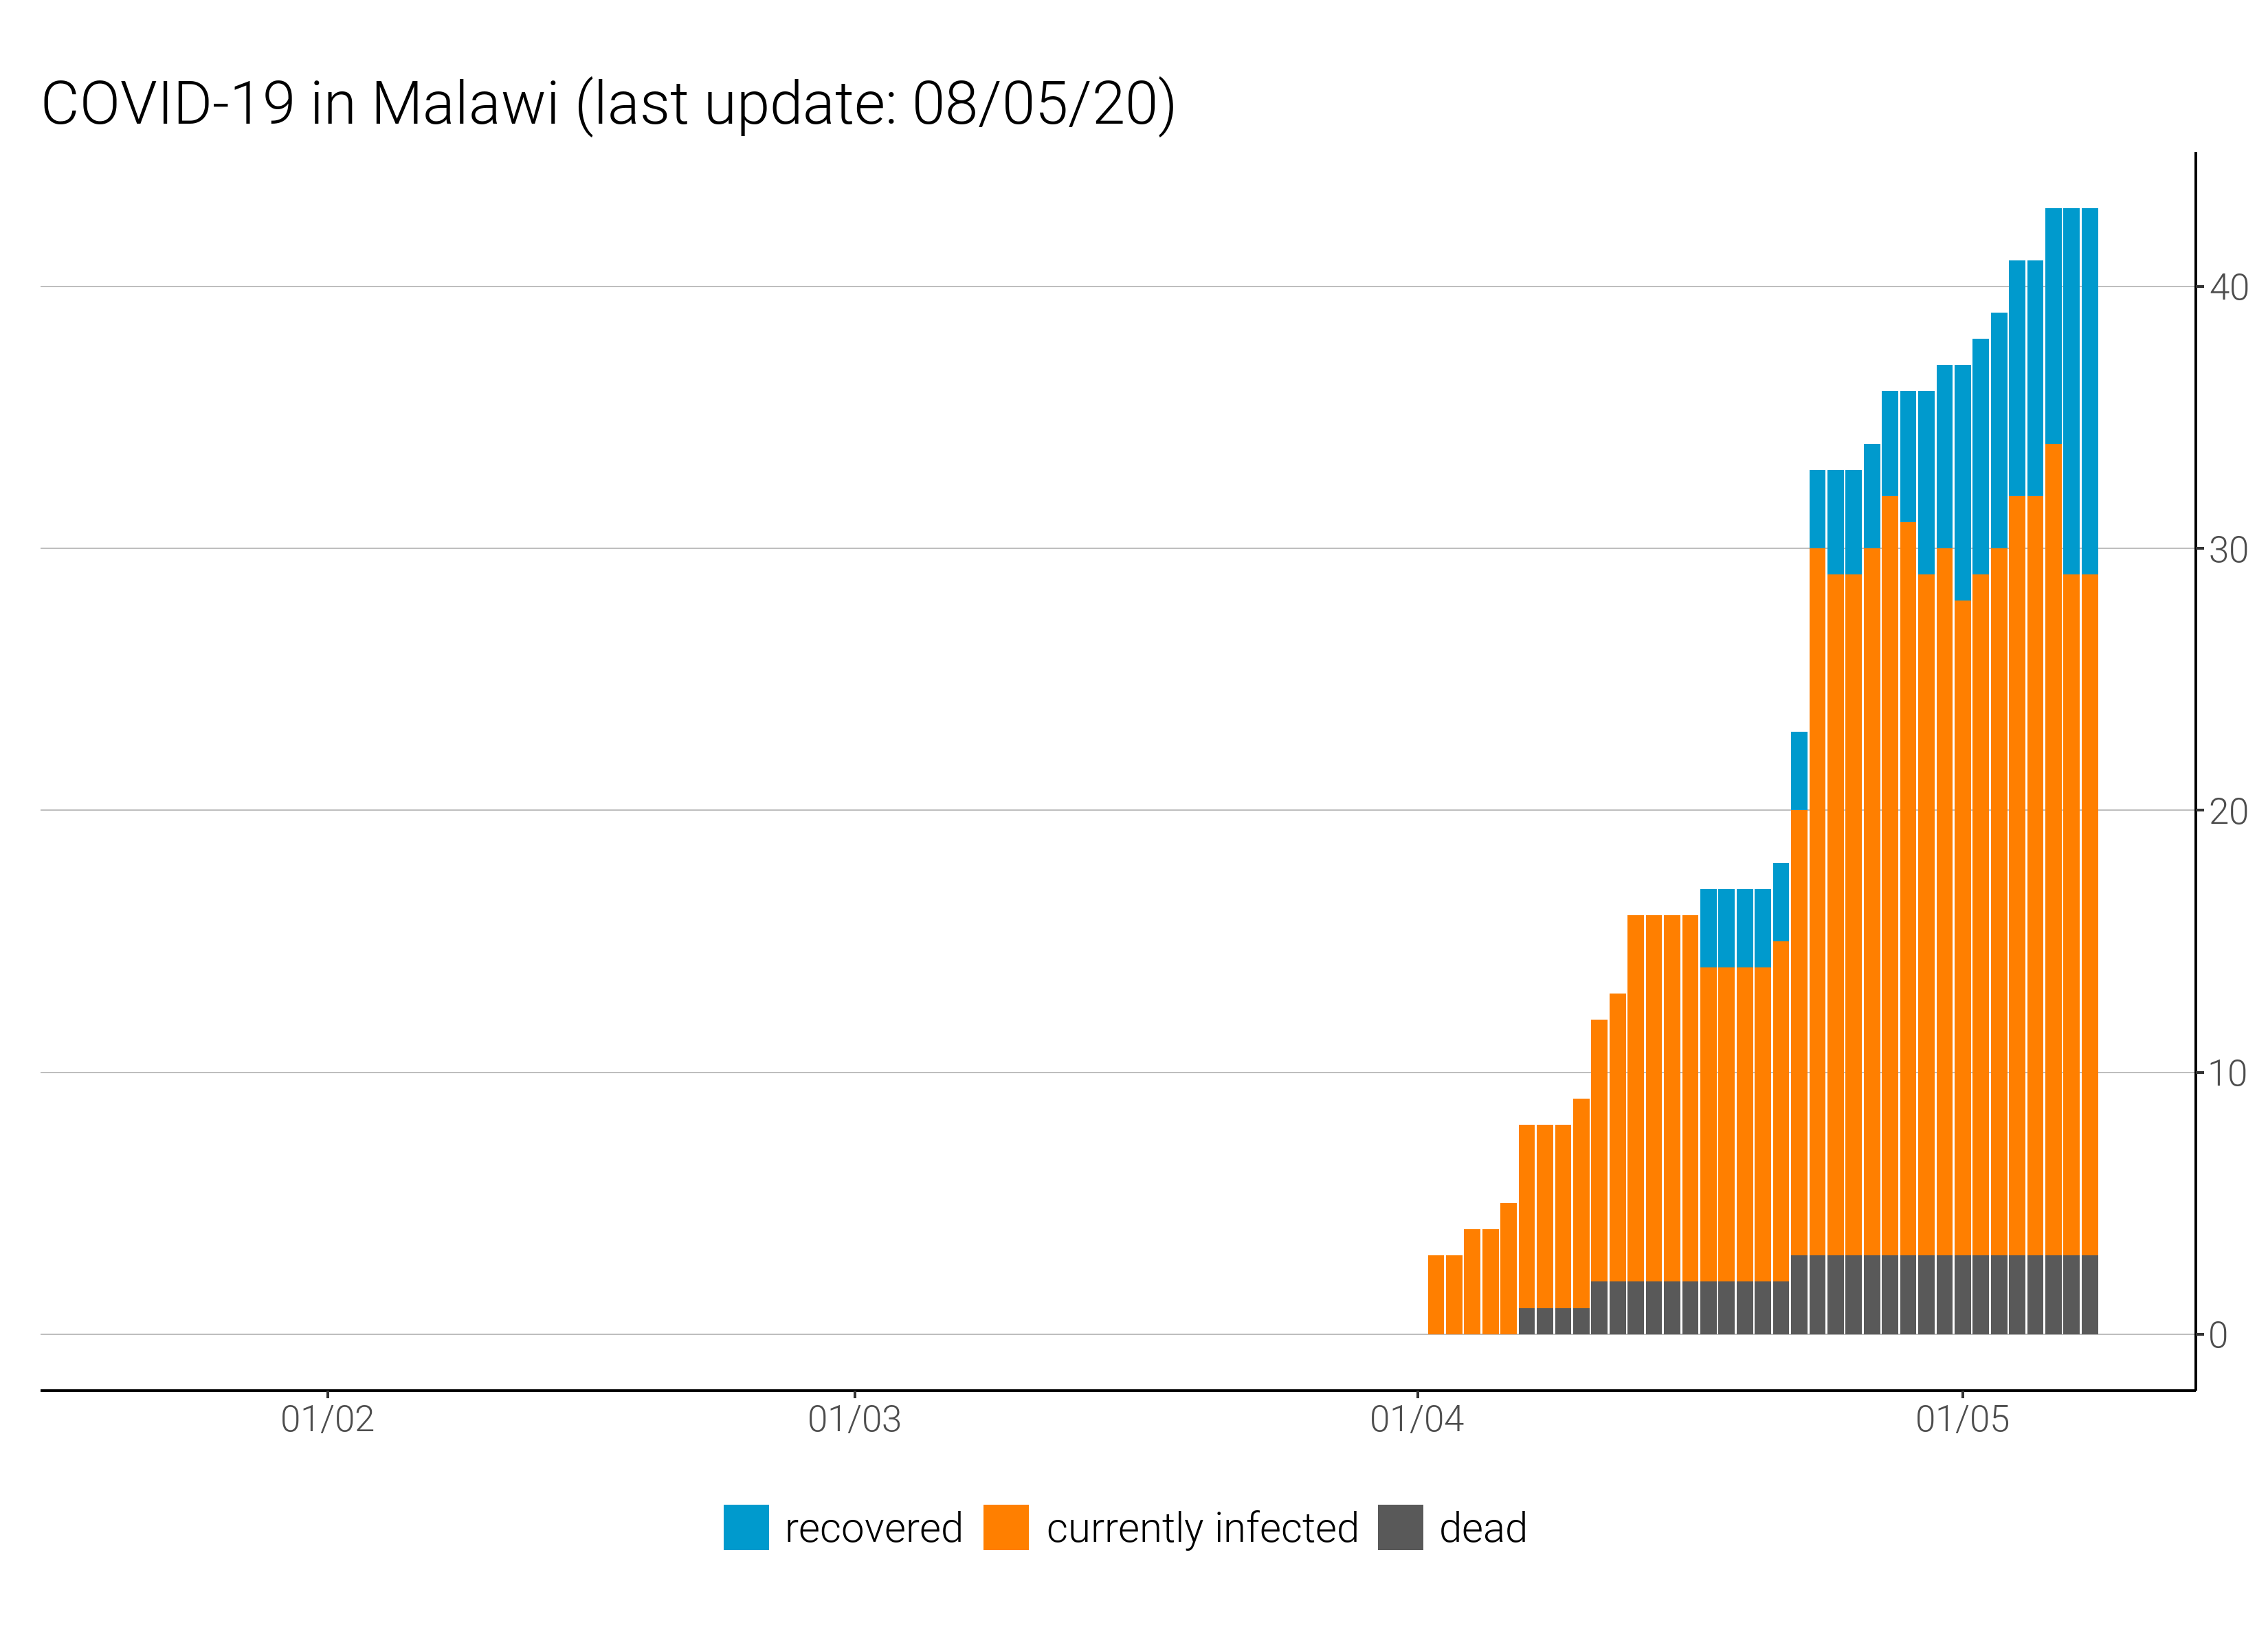 COVID-19 in Malawi (last update: 08/05/20)
40
30
20
10
0
01/02 01/03 01/04 01/05
recovered currently infected dead